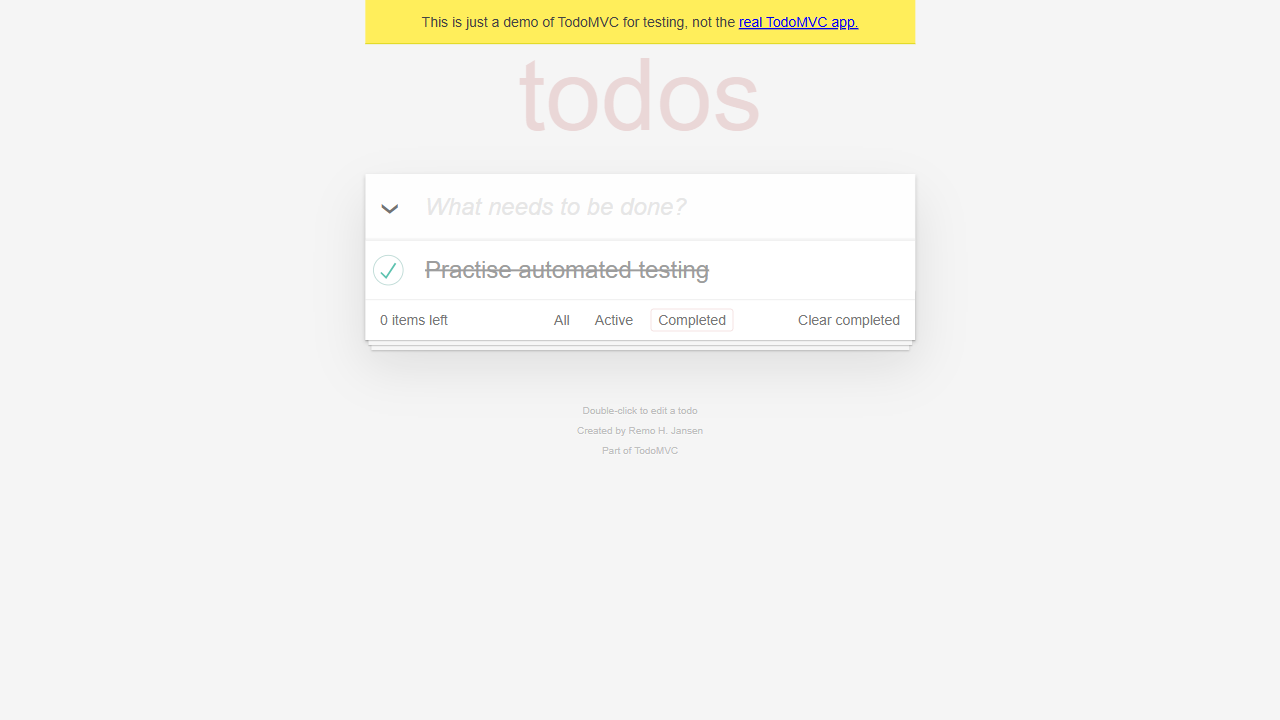 This is just a demo of TodoMVC for testing, not the real TodoMVC app.
todos
What needs to be done?
Practise automated testing
0 items left All Active Completed Clear completed
Double-click to edit a todo
Created by Remo H. Jansen
Part of TodoMVC